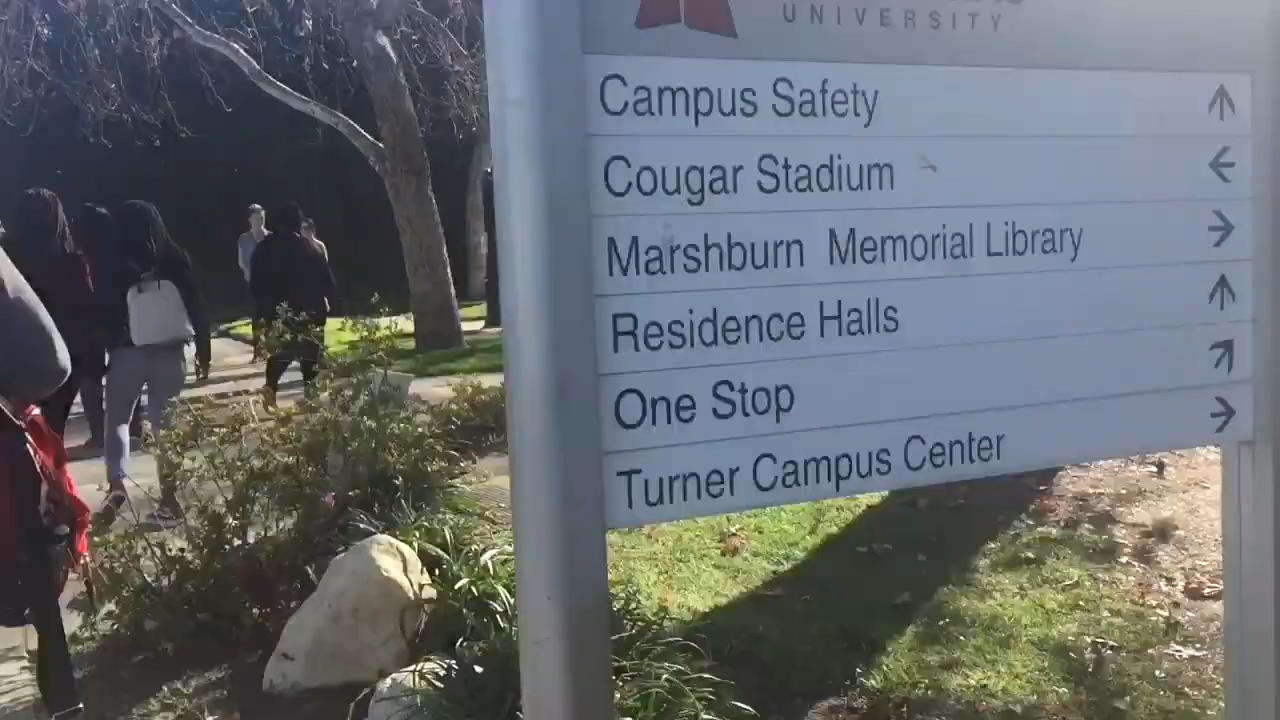 UNIVERSITY
Campus Safety ↑
Cougar Stadium ←
Marshburn Memorial Library →
Residence Halls ↑
One Stop ↗
Turner Campus Center →